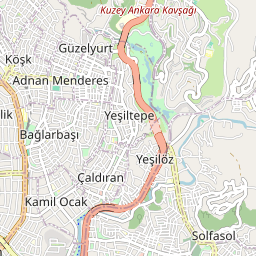 Kuzey Ankara Kavşağı
Güzelyurt
Köşk
Adnan Menderes
Yeşiltepe
lik
Bağlarbaşı
Yeşilöz
Çaldıran
Kamil Ocak
Solfasol